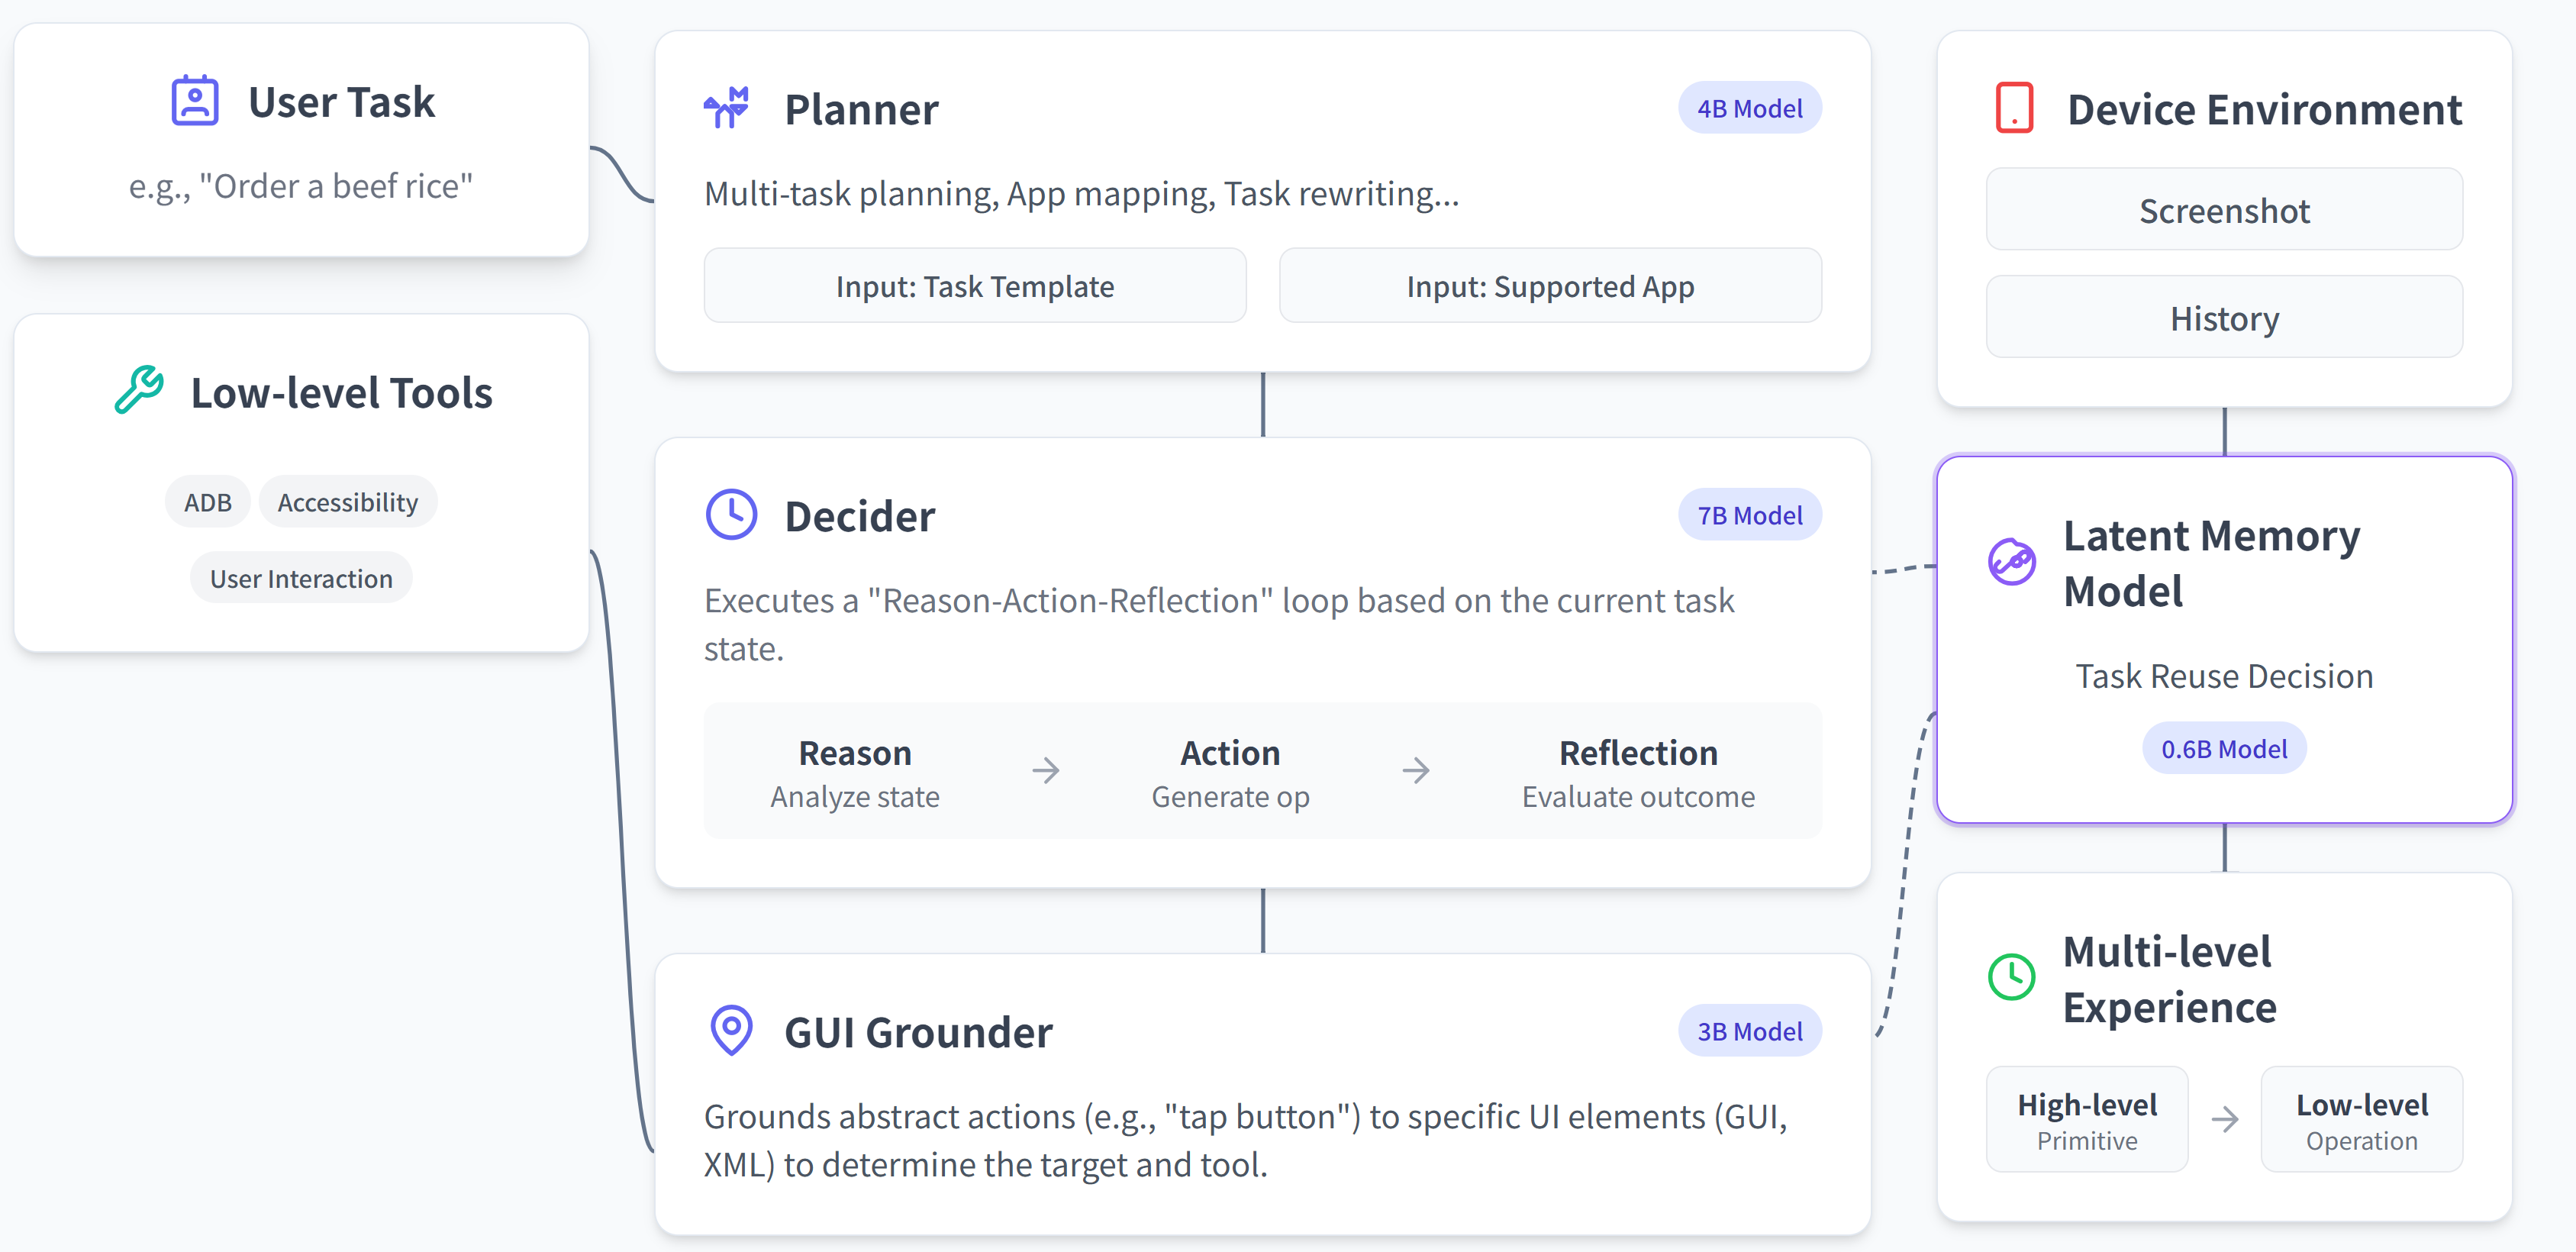 User Task
e.g., "Order a beef rice"
Low-level Tools
ADB
Accessibility
User Interaction
Planner
4B Model
Multi-task planning, App mapping, Task rewriting...
Input: Task Template
Input: Supported App
Decider
7B Model
Executes a "Reason-Action-Reflection" loop based on the current task
state.
Reason
Analyze state
Action
Generate op
Reflection
Evaluate outcome
GUI Grounder
3B Model
Grounds abstract actions (e.g., "tap button") to specific UI elements (GUI,
XML) to determine the target and tool.
Device Environment
Screenshot
History
Latent Memory
Model
Task Reuse Decision
0.6B Model
Multi-level
Experience
High-level
Primitive
Low-level
Operation